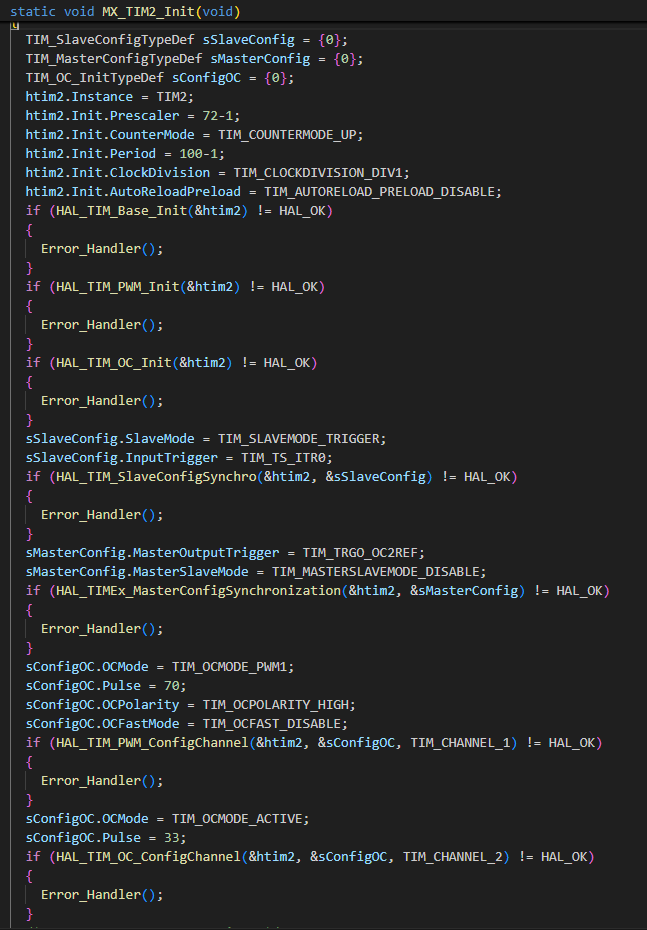 static void MX_TIM2_Init(void)
{
TIM_SlaveConfigTypeDef sSlaveConfig = {0};
TIM_MasterConfigTypeDef sMasterConfig = {0};
TIM_OC_InitTypeDef sConfigOC = {0};
htim2.Instance = TIM2;
htim2.Init.Prescaler = 72-1;
htim2.Init.CounterMode = TIM_COUNTERMODE_UP;
htim2.Init.Period = 100-1;
htim2.Init.ClockDivision = TIM_CLOCKDIVISION_DIV1;
htim2.Init.AutoReloadPreload = TIM_AUTORELOAD_PRELOAD_DISABLE;
if (HAL_TIM_Base_Init(&htim2) != HAL_OK)
{
Error_Handler();
}
if (HAL_TIM_PWM_Init(&htim2) != HAL_OK)
{
Error_Handler();
}
if (HAL_TIM_OC_Init(&htim2) != HAL_OK)
{
Error_Handler();
}
sSlaveConfig.SlaveMode = TIM_SLAVEMODE_TRIGGER;
sSlaveConfig.InputTrigger = TIM_TS_ITR0;
if (HAL_TIM_SlaveConfigSynchro(&htim2, &sSlaveConfig) != HAL_OK)
{
Error_Handler();
}
sMasterConfig.MasterOutputTrigger = TIM_TRGO_OC2REF;
sMasterConfig.MasterSlaveMode = TIM_MASTERSLAVEMODE_DISABLE;
if (HAL_TIMEx_MasterConfigSynchronization(&htim2, &sMasterConfig) != HAL_OK)
{
Error_Handler();
}
sConfigOC.OCMode = TIM_OCMODE_PWM1;
sConfigOC.Pulse = 70;
sConfigOC.OCPolarity = TIM_OCPOLARITY_HIGH;
sConfigOC.OCFastMode = TIM_OCFAST_DISABLE;
if (HAL_TIM_PWM_ConfigChannel(&htim2, &sConfigOC, TIM_CHANNEL_1) != HAL_OK)
{
Error_Handler();
}
sConfigOC.OCMode = TIM_OCMODE_ACTIVE;
sConfigOC.Pulse = 33;
if (HAL_TIM_OC_ConfigChannel(&htim2, &sConfigOC, TIM_CHANNEL_2) != HAL_OK)
{
Error_Handler();
}